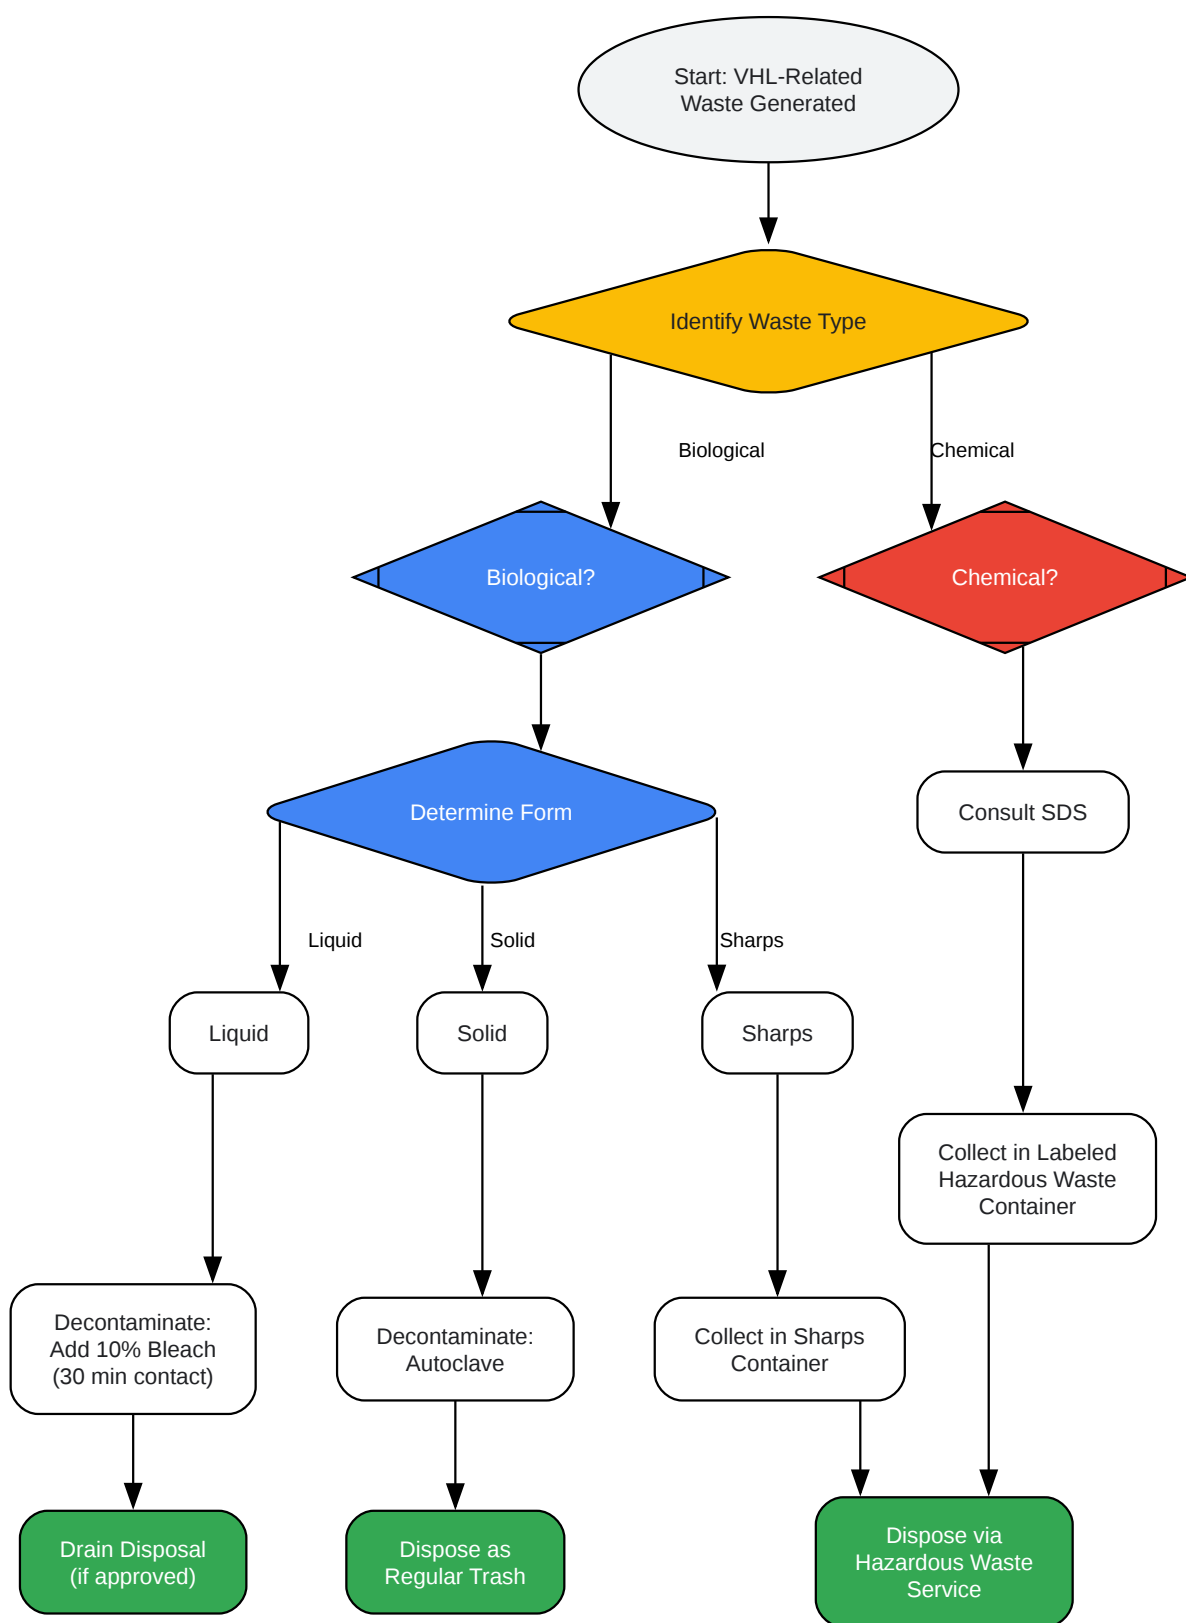 Start: VHL-Related
Waste Generated
Identify Waste Type
Biological
Chemical
Biological?
Chemical?
Determine Form
Consult SDS
Liquid
Solid
Sharps
Liquid
Solid
Sharps
Collect in Labeled
Hazardous Waste
Container
Decontaminate:
Add 10% Bleach
(30 min contact)
Decontaminate:
Autoclave
Collect in Sharps
Container
Drain Disposal
(if approved)
Dispose as
Regular Trash
Dispose via
Hazardous Waste
Service